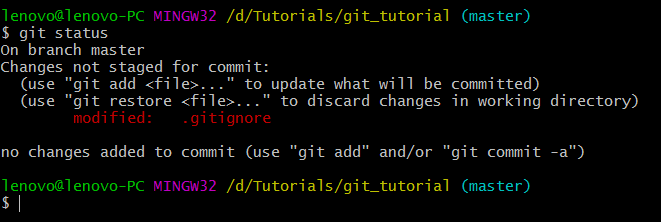 lenovo@lenovo-PC MINGW32 /d/Tutorials/git_tutorial (master)
$ git status
On branch master
Changes not staged for commit:
  (use "git add <file>..." to update what will be committed)
  (use "git restore <file>..." to discard changes in working directory)
        modified:   .gitignore

no changes added to commit (use "git add" and/or "git commit -a")

lenovo@lenovo-PC MINGW32 /d/Tutorials/git_tutorial (master)
$